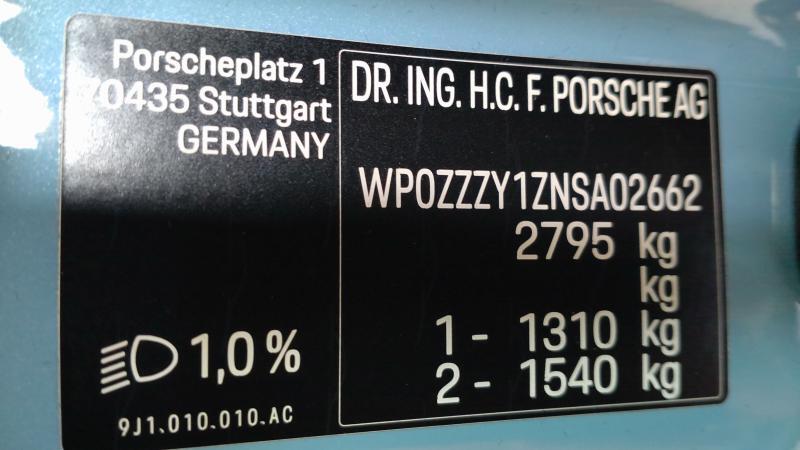 Porscheplatz 1
70435 Stuttgart
GERMANY
DR. ING. H.C. F. PORSCHE AG
WP0ZZZY1ZNSA02662
2795 kg
kg
1 - 1310 kg
2 - 1540 kg
1,0 %
9J1.010.010.AC